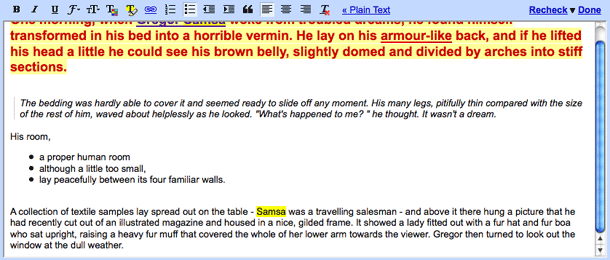 « Plain Text Recheck ▾ Done
One morning, when Gregor Samsa woke from troubled dreams, he found himself
transformed in his bed into a horrible vermin. He lay on his armour-like back, and if he lifted
his head a little he could see his brown belly, slightly domed and divided by arches into stiff
sections.
The bedding was hardly able to cover it and seemed ready to slide off any moment. His many legs, pitifully thin compared with the size
of the rest of him, waved about helplessly as he looked. "What's happened to me? " he thought. It wasn't a dream.
His room,
• a proper human room
• although a little too small,
• lay peacefully between its four familiar walls.
A collection of textile samples lay spread out on the table - Samsa was a travelling salesman - and above it there hung a picture that he
had recently cut out of an illustrated magazine and housed in a nice, gilded frame. It showed a lady fitted out with a fur hat and fur boa
who sat upright, raising a heavy fur muff that covered the whole of her lower arm towards the viewer. Gregor then turned to look out the
window at the dull weather.